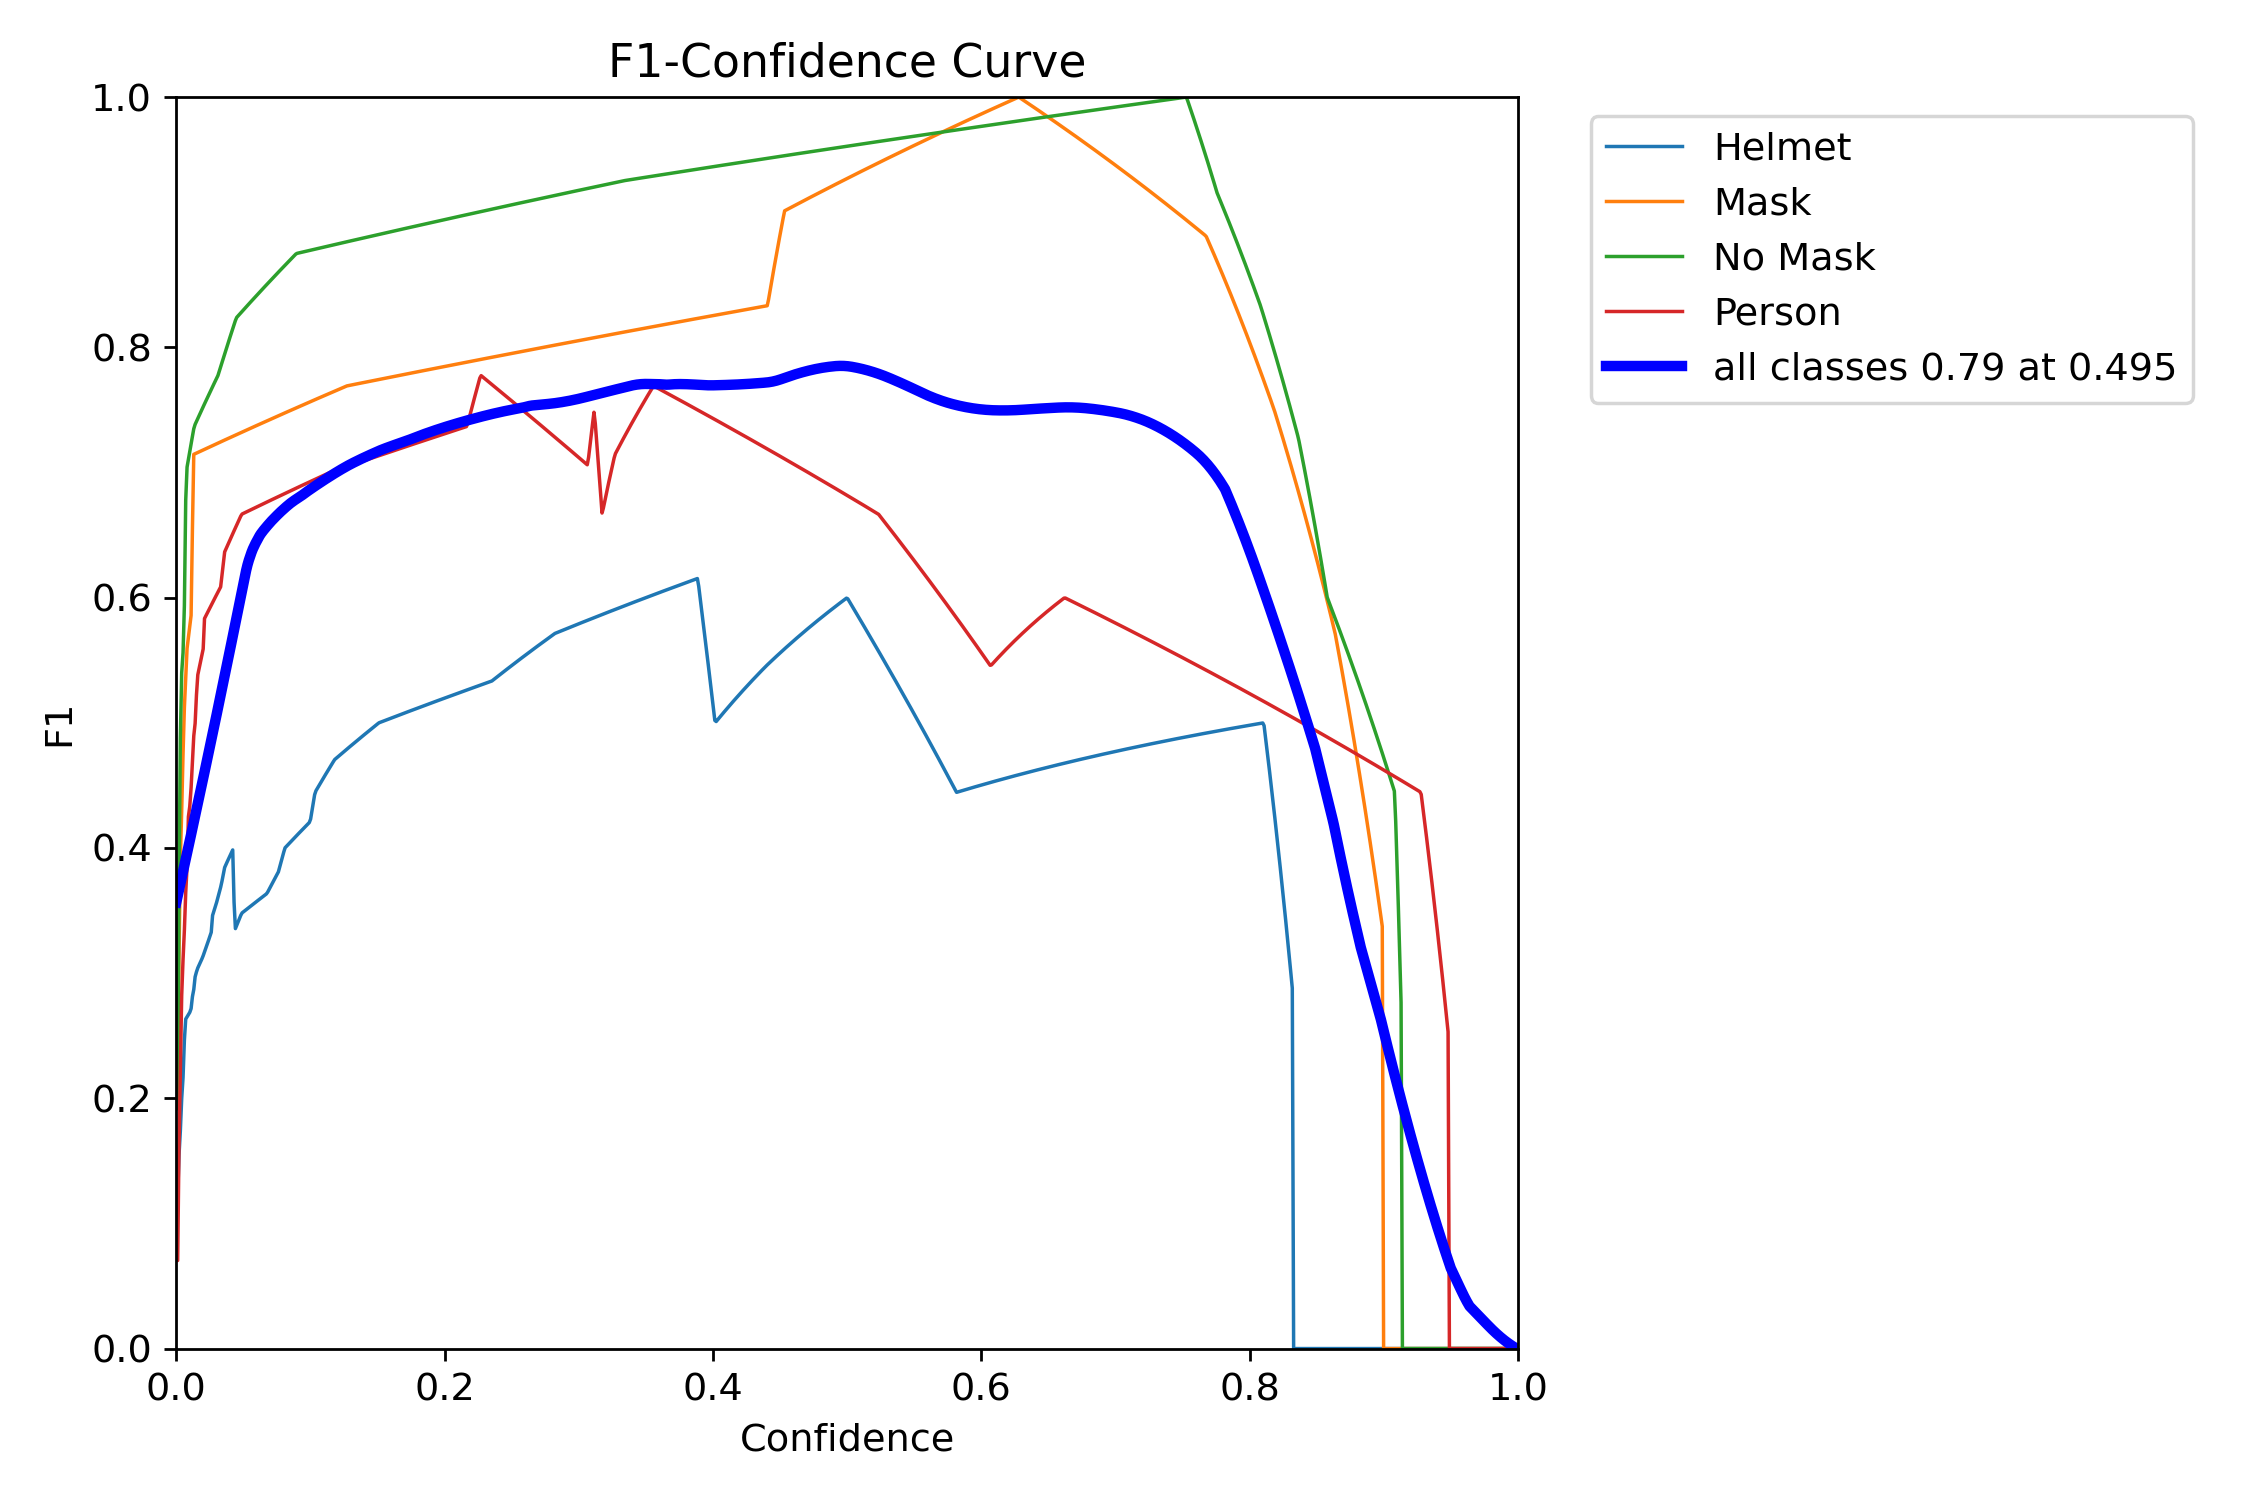 F1-Confidence Curve
1.0
0.8
0.6
0.4
0.2
0.0
F1
0.0 0.2 0.4 0.6 0.8 1.0
Confidence
Helmet
Mask
No Mask
Person
all classes 0.79 at 0.495